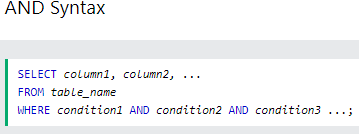 AND Syntax
SELECT column1, column2, ...
FROM table_name
WHERE condition1 AND condition2 AND condition3 ...;